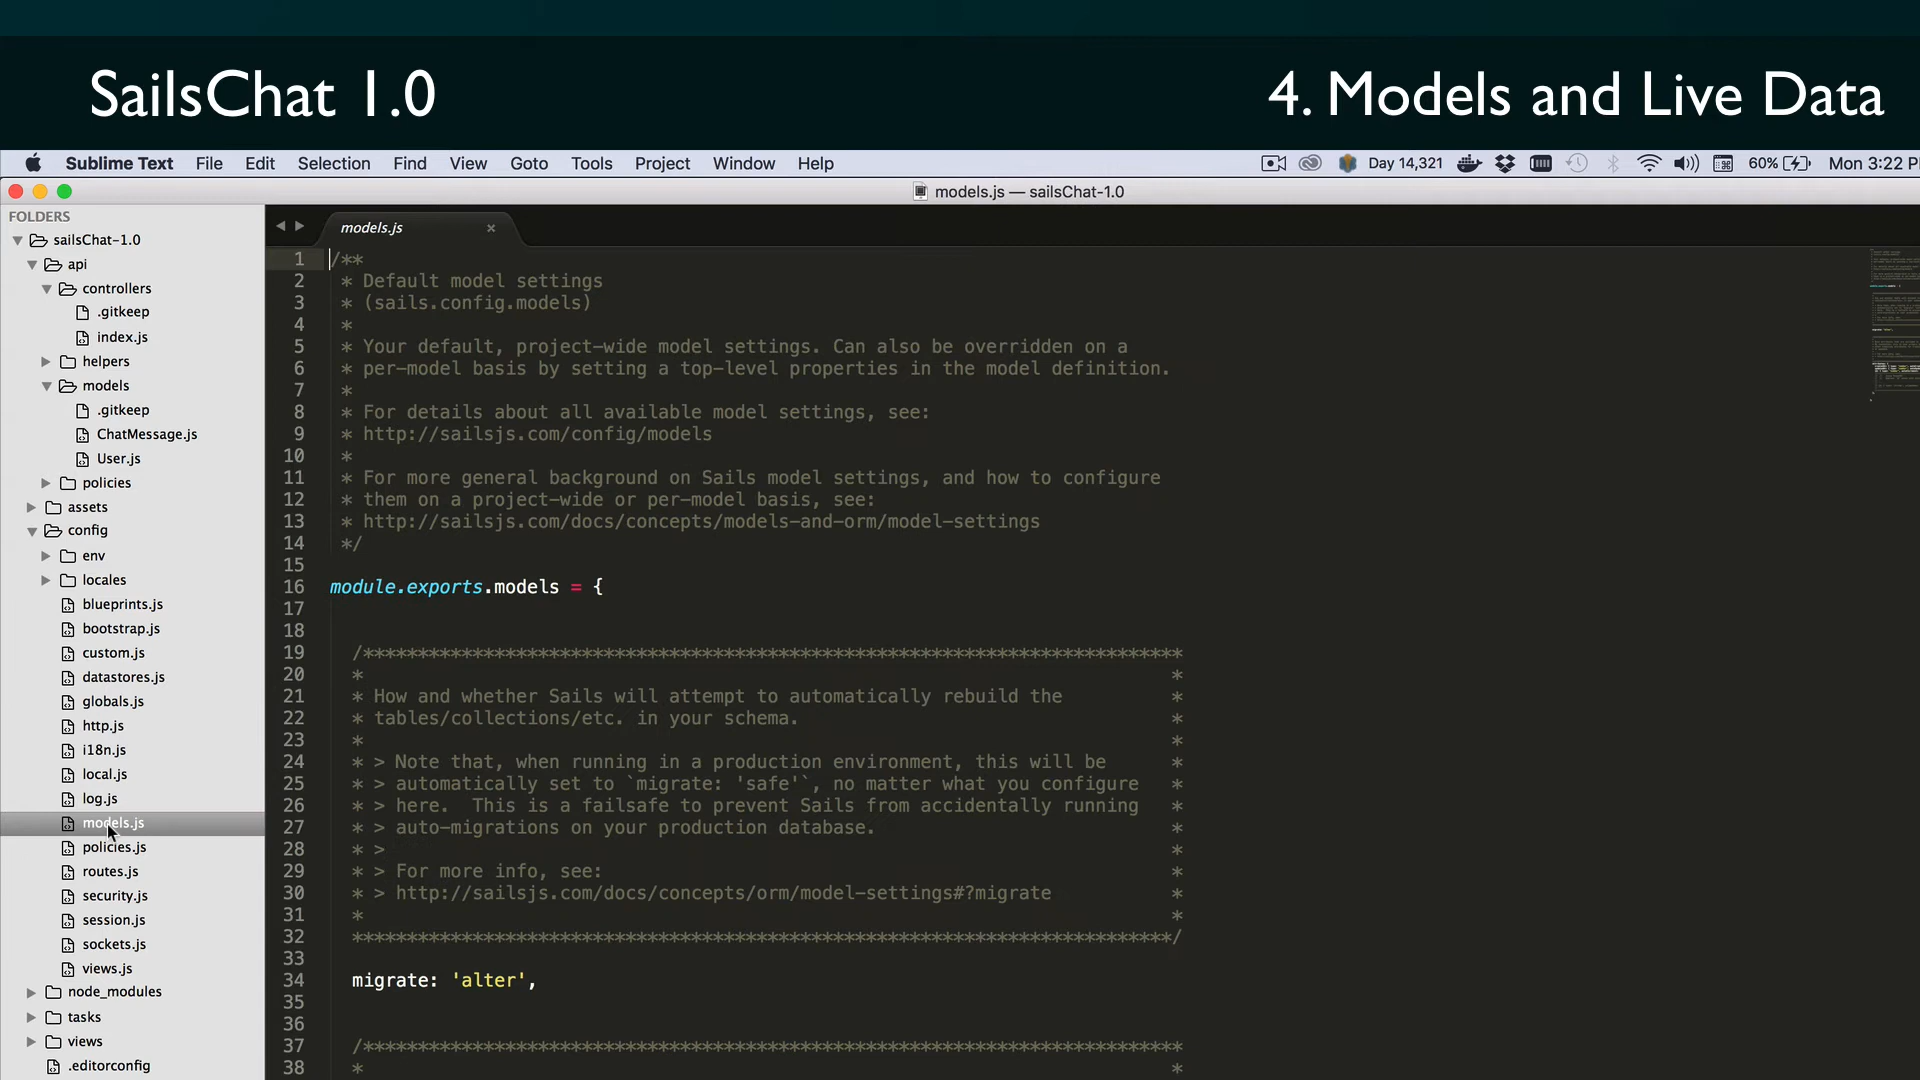 SailsChat 1.0
4. Models and Live Data
Sublime Text File Edit Selection Find View Goto Tools Project Window Help Day 14,321 60% Mon 3:22 P
models.js — sailsChat-1.0
FOLDERS
sailsChat-1.0
api
controllers
.gitkeep
index.js
helpers
models
.gitkeep
ChatMessage.js
User.js
policies
assets
config
env
locales
blueprints.js
bootstrap.js
custom.js
datastores.js
globals.js
http.js
i18n.js
local.js
log.js
models.js
policies.js
routes.js
security.js
session.js
sockets.js
views.js
node_modules
tasks
views
.editorconfig
models.js ×
1 /**
2 * Default model settings
3 * (sails.config.models)
4 *
5 * Your default, project-wide model settings. Can also be overridden on a
6 * per-model basis by setting a top-level properties in the model definition.
7 *
8 * For details about all available model settings, see:
9 * http://sailsjs.com/config/models
10 *
11 * For more general background on Sails model settings, and how to configure
12 * them on a project-wide or per-model basis, see:
13 * http://sailsjs.com/docs/concepts/models-and-orm/model-settings
14 */
15
16 module.exports.models = {
17
18
19 /***************************************************************************
20 * *
21 * How and whether Sails will attempt to automatically rebuild the *
22 * tables/collections/etc. in your schema. *
23 * *
24 * > Note that, when running in a production environment, this will be *
25 * > automatically set to `migrate: 'safe'`, no matter what you configure *
26 * > here.  This is a failsafe to prevent Sails from accidentally running *
27 * > auto-migrations on your production database. *
28 * > *
29 * > For more info, see: *
30 * > http://sailsjs.com/docs/concepts/orm/model-settings#?migrate *
31 * *
32 ***************************************************************************/
33
34 migrate: 'alter',
35
36
37 /***************************************************************************
38 * *